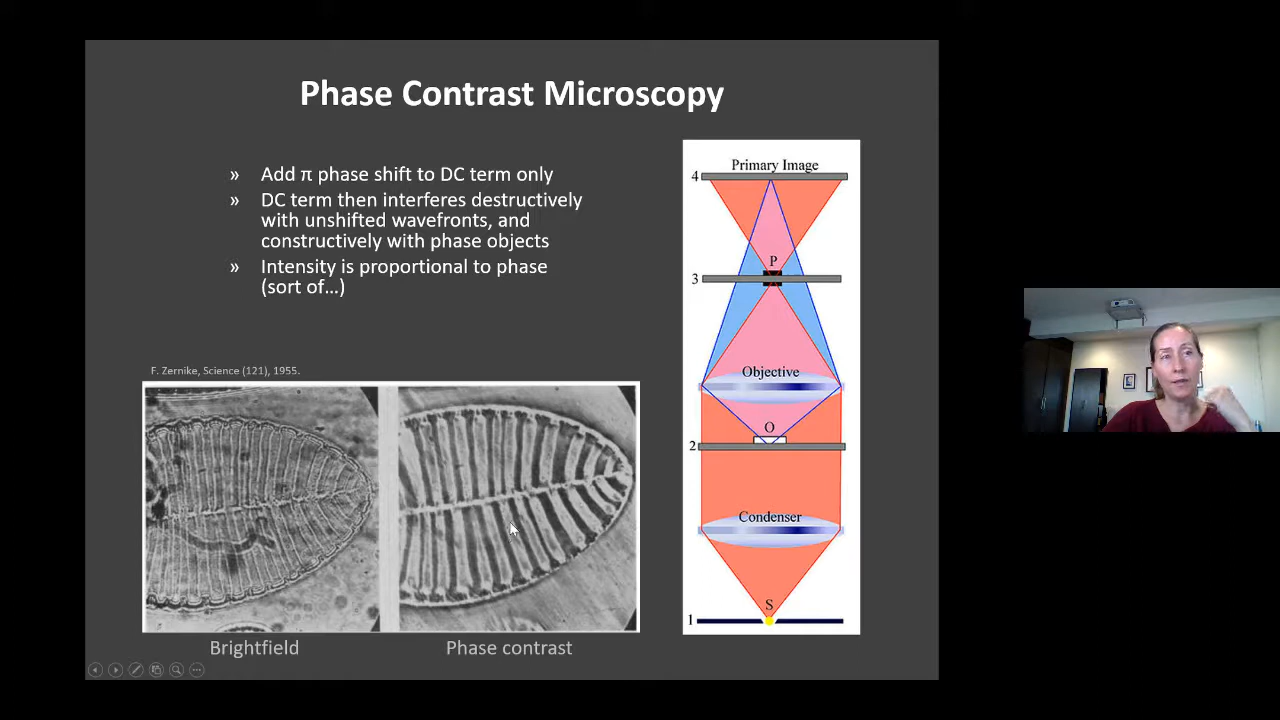 Phase Contrast Microscopy
» Add π phase shift to DC term only
» DC term then interferes destructively
with unshifted wavefronts, and
constructively with phase objects
» Intensity is proportional to phase
(sort of...)
F. Zernike, Science (121), 1955.
Brightfield
Phase contrast
Primary Image
4
P
3
Objective
O
2
Condenser
S
1